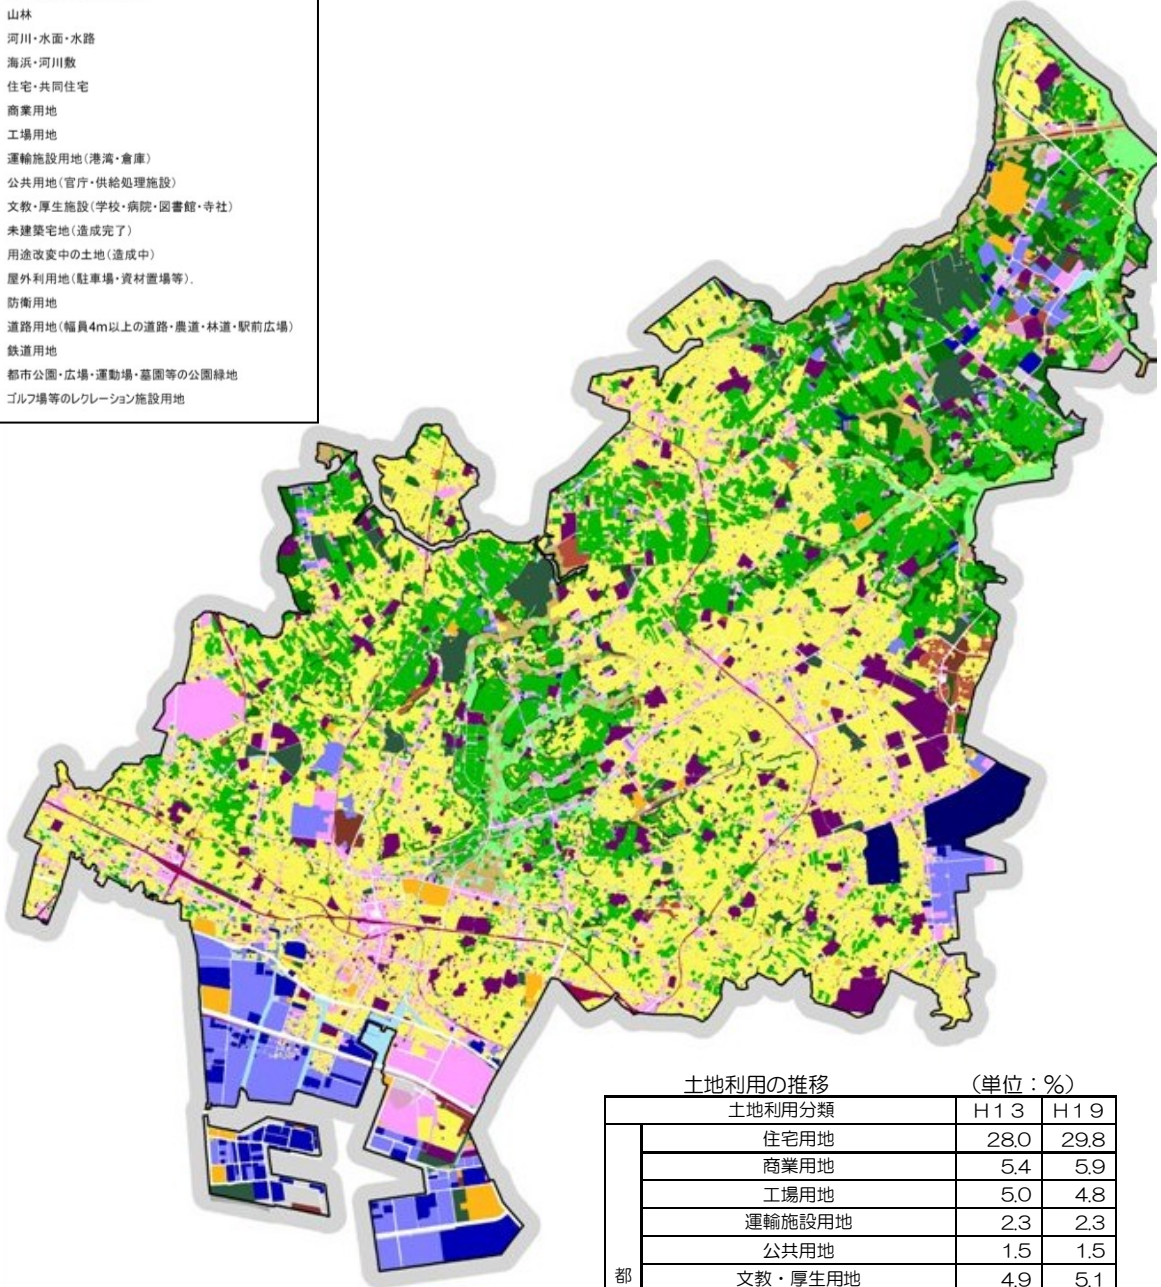 山林
河川・水面・水路
海浜・河川敷
住宅・共同住宅
商業用地
工場用地
運輸施設用地(港湾・倉庫)
公共用地(官庁・供給処理施設)
文教・厚生施設(学校・病院・図書館・寺社)
未建築宅地(造成完了)
用途改変中の土地(造成中)
屋外利用地(駐車場・資材置場等).
防衛用地
道路用地(幅員4m以上の道路・農道・林道・駅前広場)
鉄道用地
都市公園・広場・運動場・墓園等の公園緑地
ゴルフ場等のレクレーション施設用地
土地利用の推移 (単位:%)
土地利用分類 H13 H19
住宅用地 28.0 29.8
商業用地 5.4 5.9
工場用地 5.0 4.8
運輸施設用地 2.3 2.3
公共用地 1.5 1.5
都 文教・厚生用地 4.9 5.1